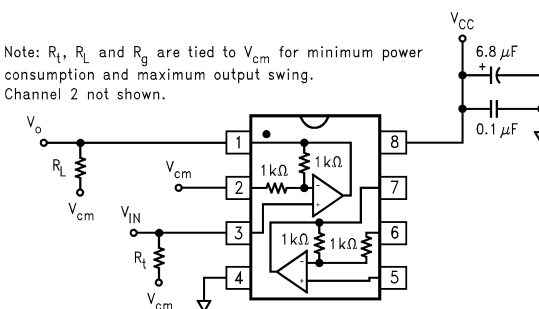 Note: Rt, RL and Rg are tied to Vcm for minimum power
consumption and maximum output swing.
Channel 2 not shown.
VCC
6.8 μF
+
0.1 μF
Vo
RL
Vcm
Vcm
VIN
Rt
Vcm
1
2
3
4
8
7
6
5
1kΩ
1kΩ
-
+
1kΩ
1kΩ
-
+